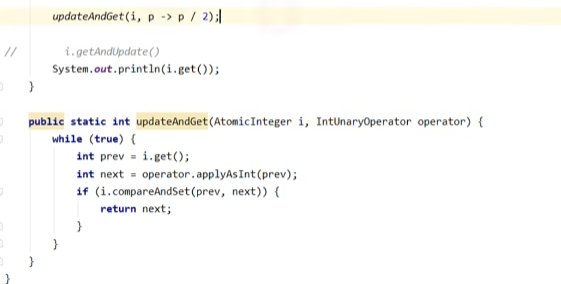 updateAndGet(i, p -> p / 2);
//      i.getAndUpdate()
System.out.println(i.get());
}
public static int updateAndGet(AtomicInteger i, IntUnaryOperator operator) {
while (true) {
int prev = i.get();
int next = operator.applyAsInt(prev);
if (i.compareAndSet(prev, next)) {
return next;
}
}
}
}